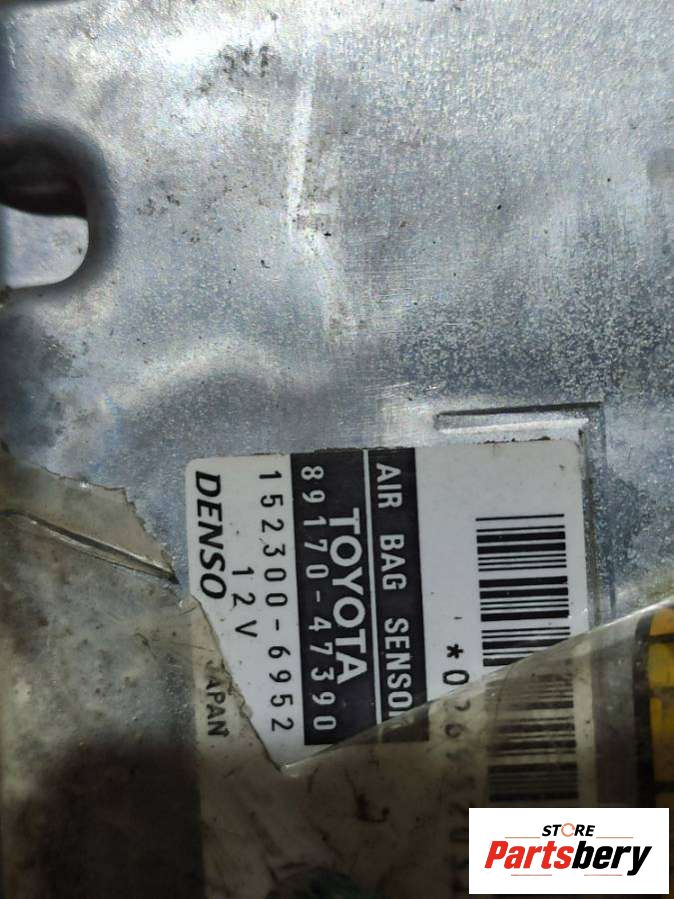 AIR BAG SENSO
TOYOTA
89170-47390
152300-6952
12V
DENSO
JAPAN
STORE
Partsbery